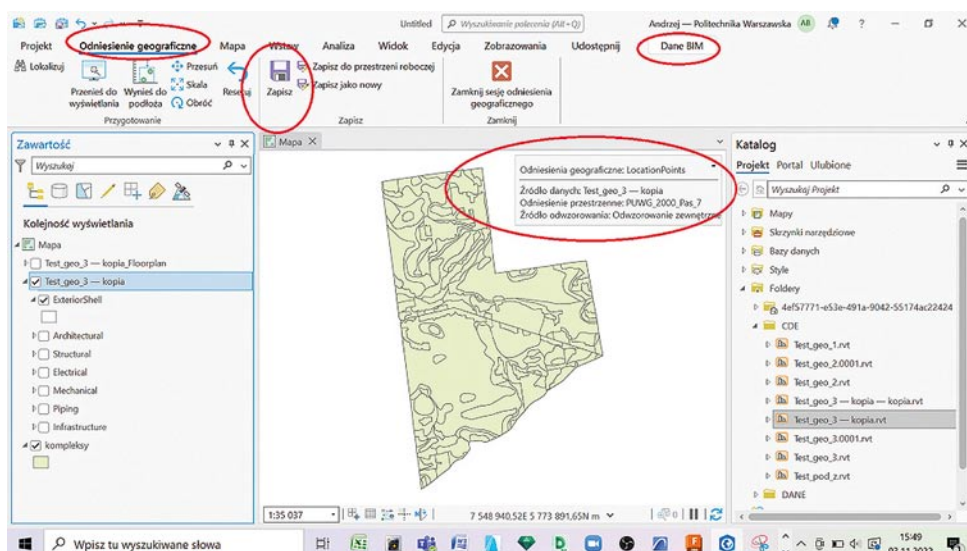 Untitled
Wyszukiwanie polecenia (Alt+Q)
Andrzej — Politechnika Warszawska
AB
?
Projekt
Odniesienie geograficzne
Mapa
Wstaw
Analiza
Widok
Edycja
Zobrazowania
Udostępnij
Dane BIM
Lokalizuj
Przenieś do wyświetlania
Wynieś do podłoża
Przesuń
Skala
Obróć
Resetuj
Zapisz
Zapisz do przestrzeni roboczej
Zapisz jako nowy
Zamknij sesję odniesienia
geograficznego
Przygotowanie
Zapisz
Zamknij
Zawartość
Wyszukaj
Kolejność wyświetlania
Mapa
Test_geo_3 — kopia_Floorplan
Test_geo_3 — kopia
ExteriorShell
Architectural
Structural
Electrical
Mechanical
Piping
Infrastructure
kompleksy
Mapa
Odniesienia geograficzne: LocationPoints
Źródło danych: Test_geo_3 — kopia
Odniesienie przestrzenne: PUWG_2000_Pas_7
Źródło odwzorowania: Odwzorowanie zewnętrzne
1:35 037
7 548 940,52E 5 773 891,65N m
0
Katalog
Projekt Portal Ulubione
Wyszukaj Projekt
Mapy
Skrzynki narzędziowe
Bazy danych
Style
Foldery
4ef57771-e53e-491a-9042-55174ac22424
CDE
Test_geo_1.rvt
Test_geo_2.0001.rvt
Test_geo_2.rvt
Test_geo_3 — kopia — kopia.rvt
Test_geo_3 — kopia.rvt
Test_geo_3.0001.rvt
Test_geo_3.rvt
Test_pod_z.rvt
DANE
Wpisz tu wyszukiwane słowa
15:49